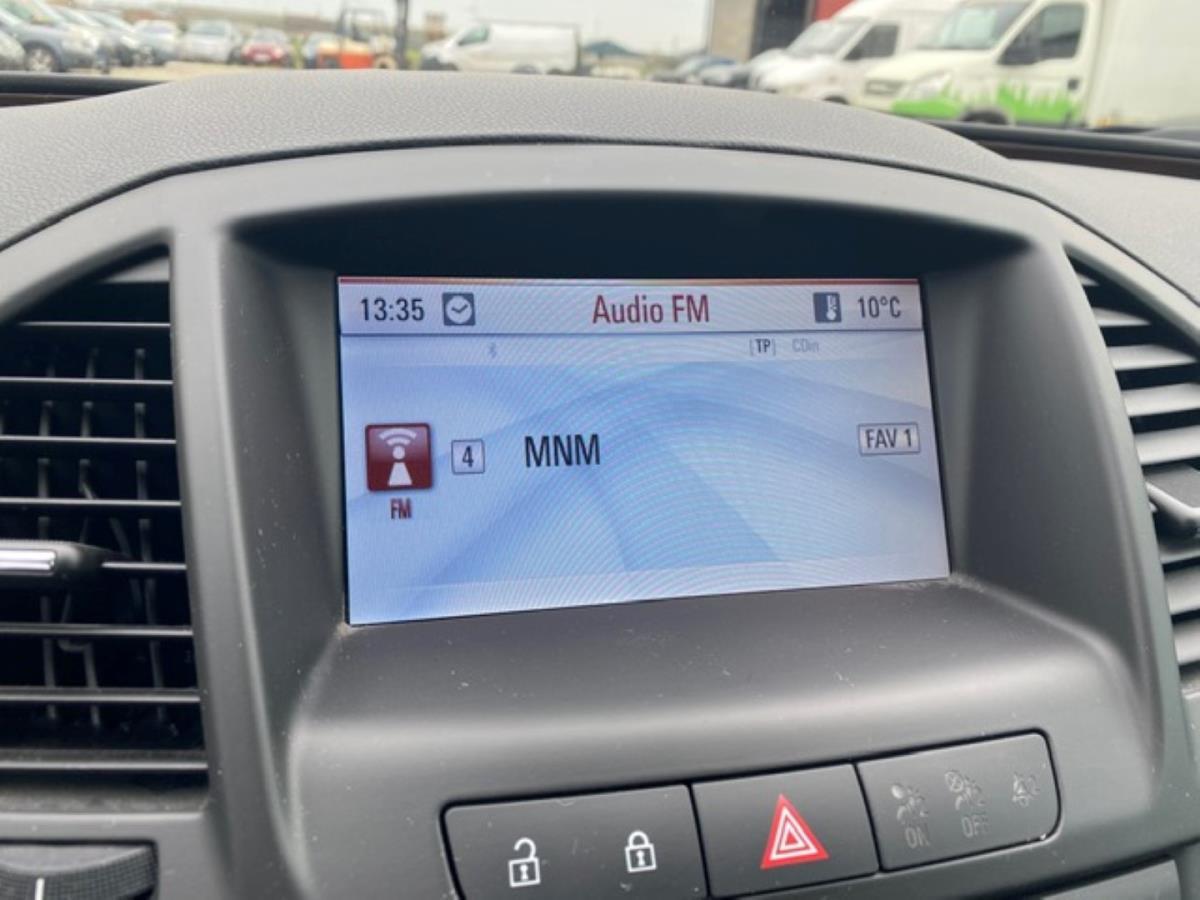 13:35 Audio FM 10°C
[TP] CDin
4 MNM FAV 1
FM
ON OFF